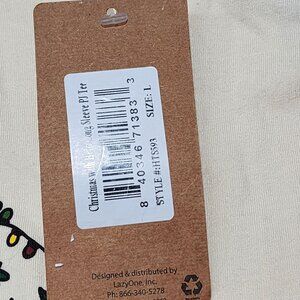 Christmas Long Sleeve PJ Tee
8 40346 71383 3
SIZE: L
STYLE #:
Designed & distributed by
LazyOne, Inc.
Ph: 866-340-5278